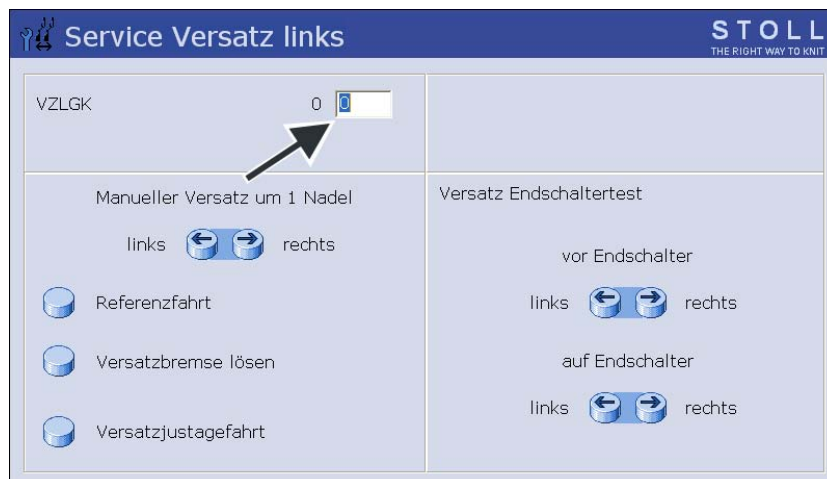 Service Versatz links
STOLL
THE RIGHT WAY TO KNIT
VZLGK 0 0
Manueller Versatz um 1 Nadel
links rechts
Referenzfahrt
Versatzbremse lösen
Versatzjustagefahrt
Versatz Endschaltertest
vor Endschalter
links rechts
auf Endschalter
links rechts